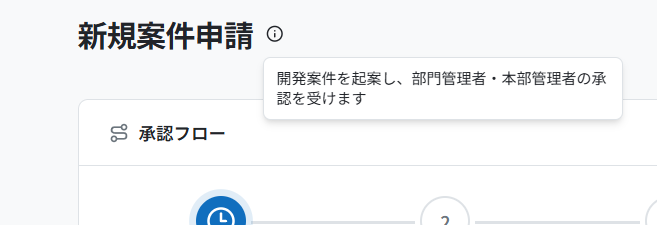 新規案件申請
開発案件を起案し、部門管理者・本部管理者の承
認を受けます
承認フロー
2